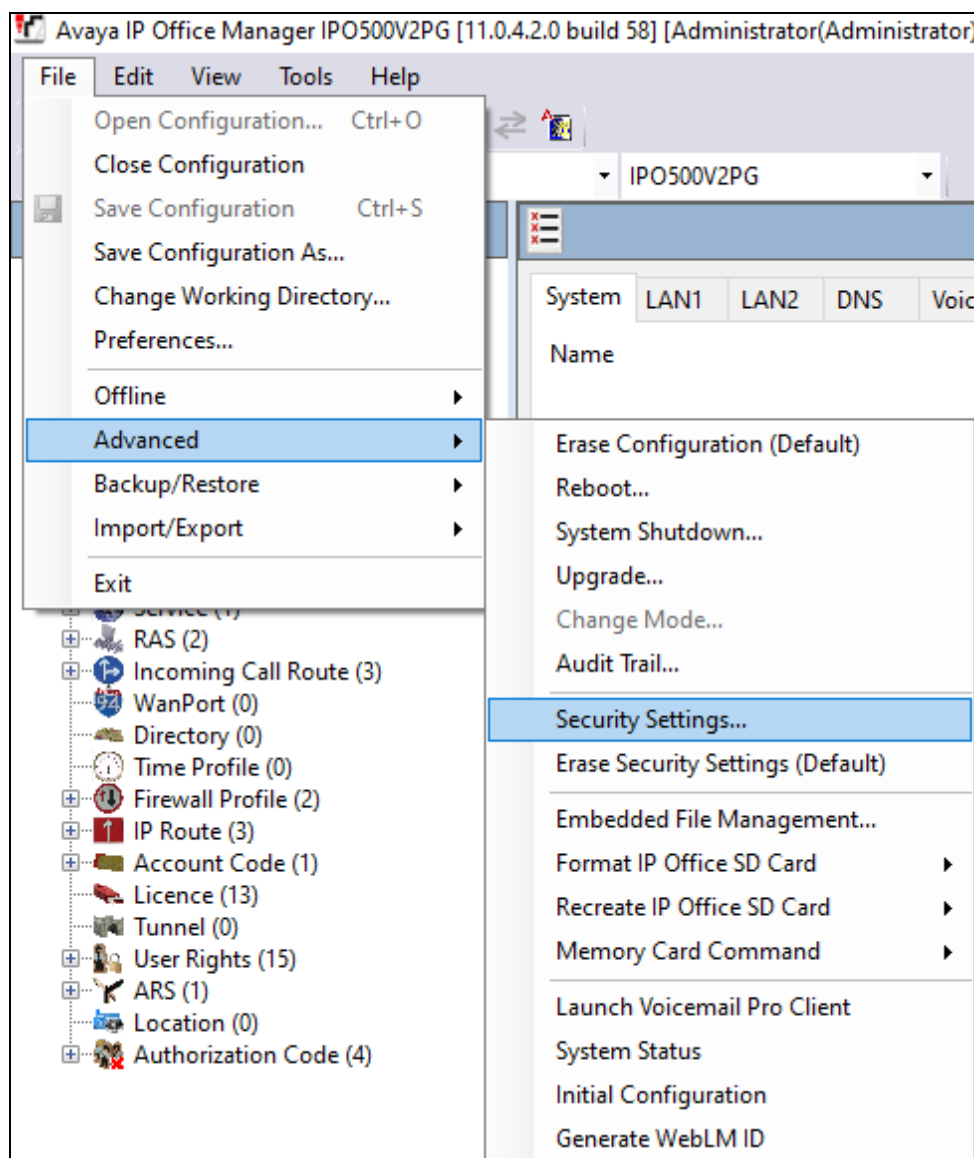 Avaya IP Office Manager IPO500V2PG [11.0.4.2.0 build 58] [Administrator(Administrator)
File Edit View Tools Help
Open Configuration... Ctrl+O
Close Configuration
IPO500V2PG
Save Configuration Ctrl+S
Save Configuration As...
Change Working Directory...
Preferences...
System LAN1 LAN2 DNS Voic
Name
Offline
Advanced
Backup/Restore
Import/Export
Exit
Erase Configuration (Default)
Reboot...
System Shutdown...
Upgrade...
Change Mode...
Audit Trail...
Security Settings...
Erase Security Settings (Default)
Embedded File Management...
Format IP Office SD Card
Recreate IP Office SD Card
Memory Card Command
Launch Voicemail Pro Client
System Status
Initial Configuration
Generate WebLM ID
Service (1)
RAS (2)
Incoming Call Route (3)
WanPort (0)
Directory (0)
Time Profile (0)
Firewall Profile (2)
IP Route (3)
Account Code (1)
Licence (13)
Tunnel (0)
User Rights (15)
ARS (1)
Location (0)
Authorization Code (4)